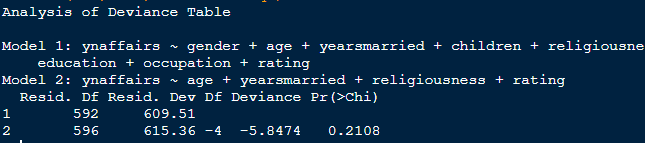 Analysis of Deviance Table
Model 1: ynaffairs ~ gender + age + yearsmarried + children + religiousne
education + occupation + rating
Model 2: ynaffairs ~ age + yearsmarried + religiousness + rating
Resid. Df Resid. Dev Df Deviance Pr(>Chi)
1 592 609.51
2 596 615.36 -4 -5.8474 0.2108